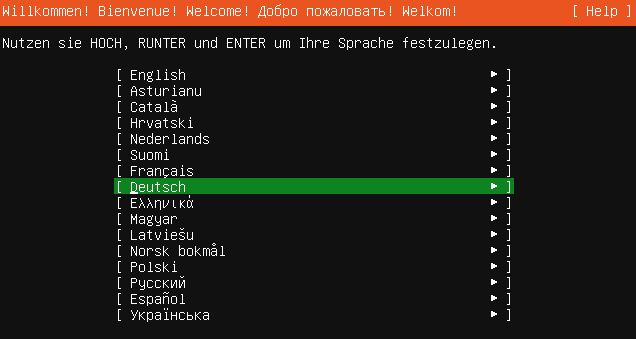 Willkommen! Bienvenue! Welcome! Добро пожаловать! Welkom! [ Help ]
Nutzen sie HOCH, RUNTER und ENTER um Ihre Sprache festzulegen.
[ English ▸ ]
[ Asturianu ▸ ]
[ Català ▸ ]
[ Hrvatski ▸ ]
[ Nederlands ▸ ]
[ Suomi ▸ ]
[ Français ▸ ]
[ Deutsch ▸ ]
[ Ελληνικά ▸ ]
[ Magyar ▸ ]
[ Latviešu ▸ ]
[ Norsk bokmål ▸ ]
[ Polski ▸ ]
[ Русский ▸ ]
[ Español ▸ ]
[ Українська ▸ ]